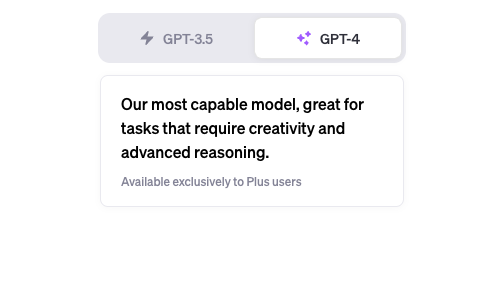 GPT-3.5 GPT-4
Our most capable model, great for
tasks that require creativity and
advanced reasoning.
Available exclusively to Plus users